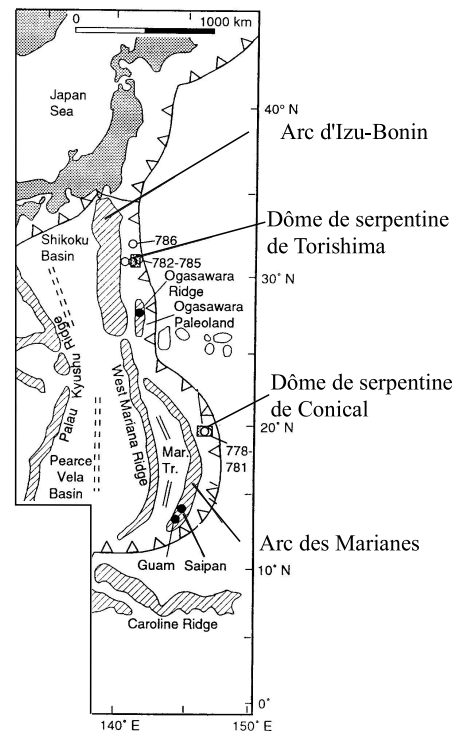 0 1000 km
Japan
Sea
40° N
Arc d'Izu-Bonin
786
Dôme de serpentine
de Torishima
Shikoku
Basin
782-785
30° N
Ogasawara
Ridge
Ogasawara
Paleoland
Palau Kyushu Ridge
West Mariana Ridge
Dôme de serpentine
de Conical
20° N
778-
781
Mar.
Tr.
Pearce
Vela
Basin
Arc des Marianes
Guam Saipan
10° N
Caroline Ridge
0°
140° E 150° E